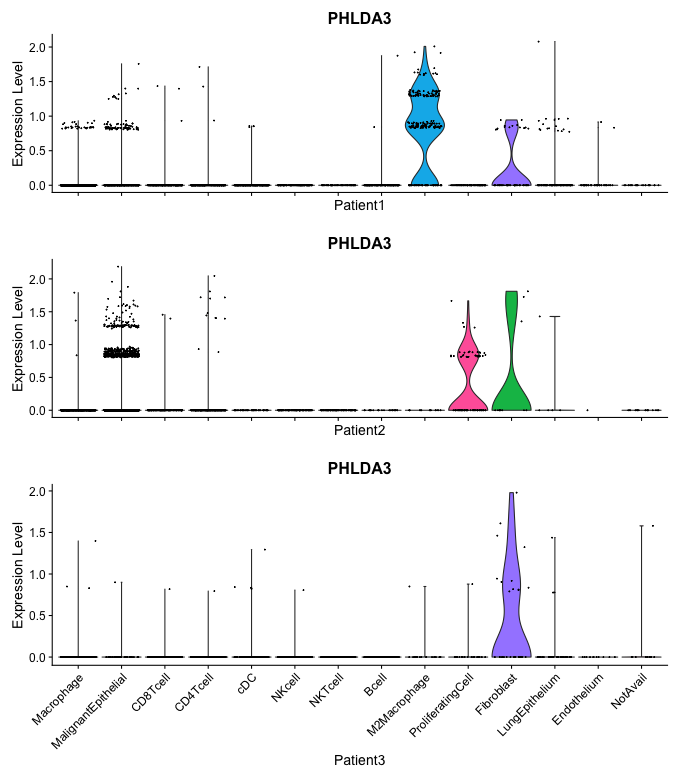 PHLDA3
Expression Level
2.0
1.5
1.0
0.5
0.0
Patient1
PHLDA3
Expression Level
2.0
1.5
1.0
0.5
0.0
Patient2
PHLDA3
Expression Level
2.0
1.5
1.0
0.5
0.0
Macrophage
MalignantEpithelial
CD8Tcell
CD4Tcell
cDC
NKcell
NKTcell
Bcell
M2Macrophage
ProliferatingCell
Fibroblast
LungEpithelium
Endothelium
NotAvail
Patient3